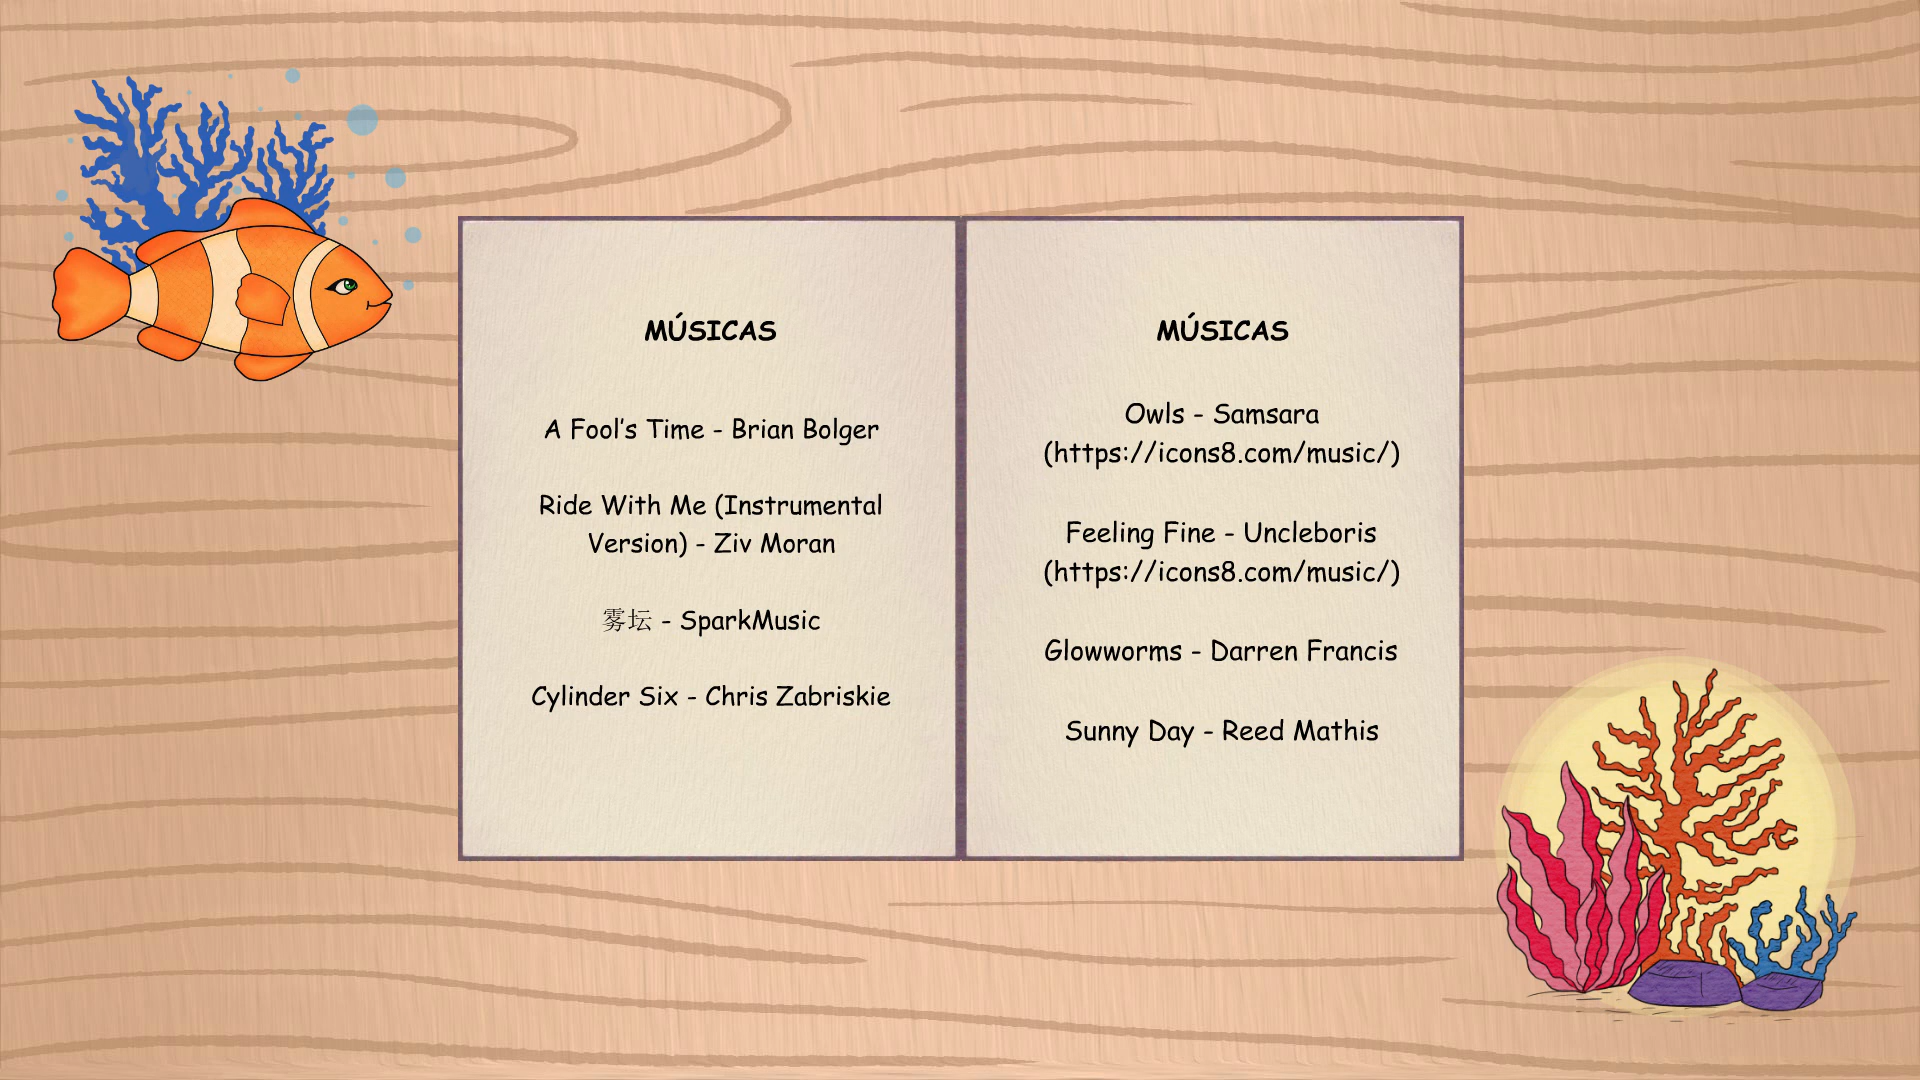 MÚSICAS
A Fool's Time - Brian Bolger
Ride With Me (Instrumental
Version) - Ziv Moran
雾坛 - SparkMusic
Cylinder Six - Chris Zabriskie
MÚSICAS
Owls - Samsara
(https://icons8.com/music/)
Feeling Fine - Uncleboris
(https://icons8.com/music/)
Glowworms - Darren Francis
Sunny Day - Reed Mathis